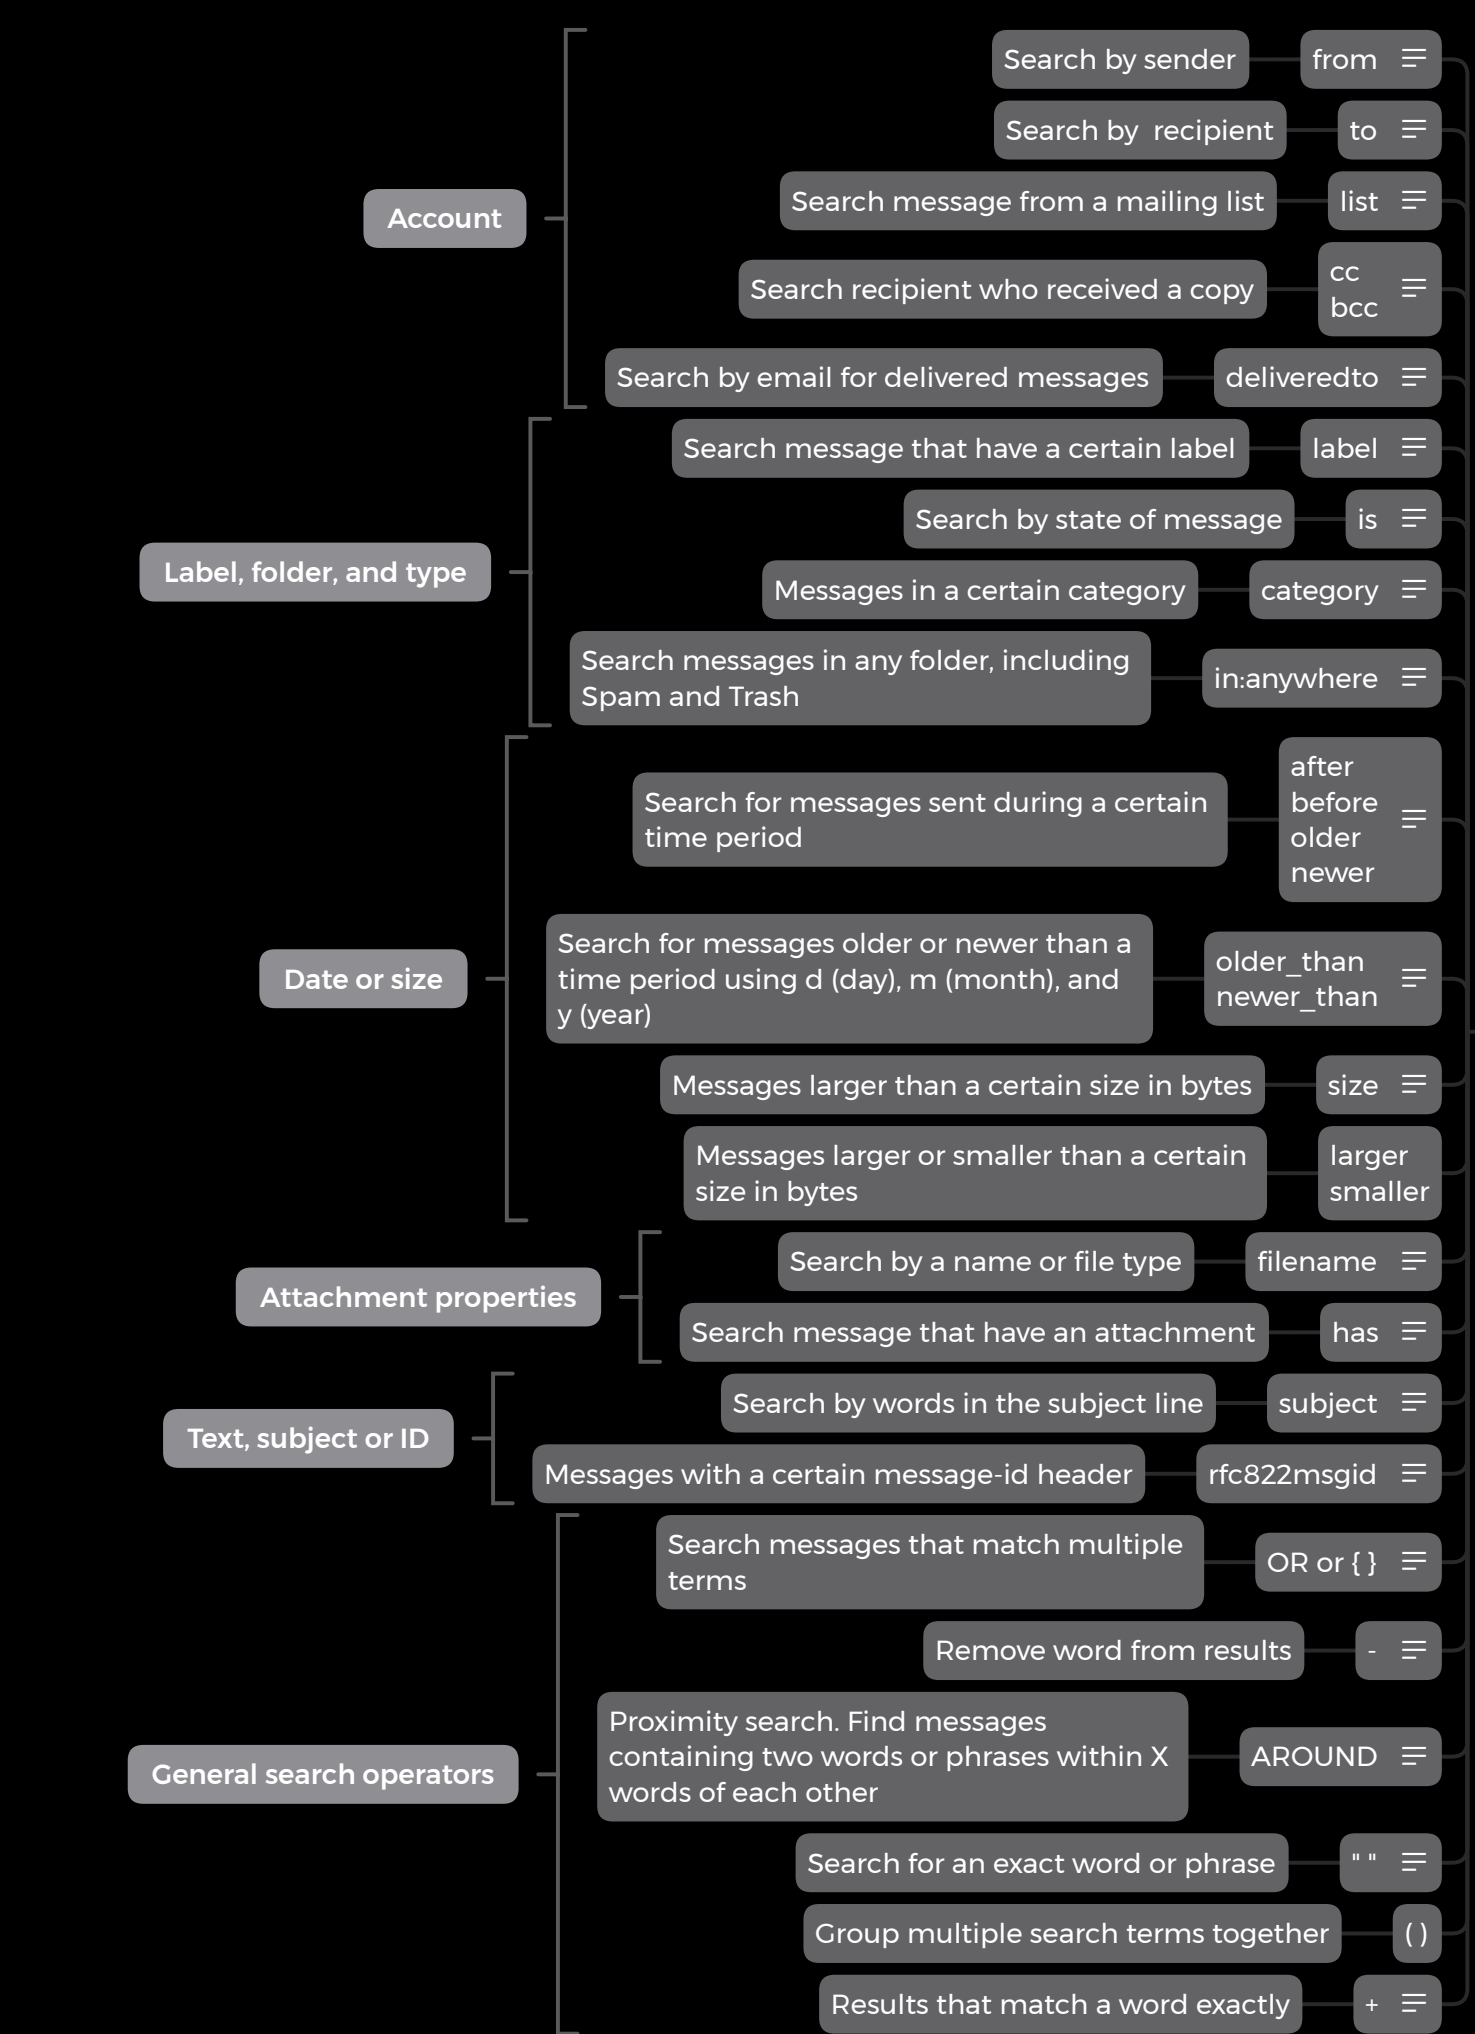 Account
Search by sender
from
Search by  recipient
to
Search message from a mailing list
list
Search recipient who received a copy
cc
bcc
Search by email for delivered messages
deliveredto
Label, folder, and type
Search message that have a certain label
label
Search by state of message
is
Messages in a certain category
category
Search messages in any folder, including
Spam and Trash
in:anywhere
Date or size
Search for messages sent during a certain
time period
after
before
older
newer
Search for messages older or newer than a
time period using d (day), m (month), and
y (year)
older_than
newer_than
Messages larger than a certain size in bytes
size
Messages larger or smaller than a certain
size in bytes
larger
smaller
Attachment properties
Search by a name or file type
filename
Search message that have an attachment
has
Text, subject or ID
Search by words in the subject line
subject
Messages with a certain message-id header
rfc822msgid
General search operators
Search messages that match multiple
terms
OR or { }
Remove word from results
-
Proximity search. Find messages
containing two words or phrases within X
words of each other
AROUND
Search for an exact word or phrase
" "
Group multiple search terms together
( )
Results that match a word exactly
+